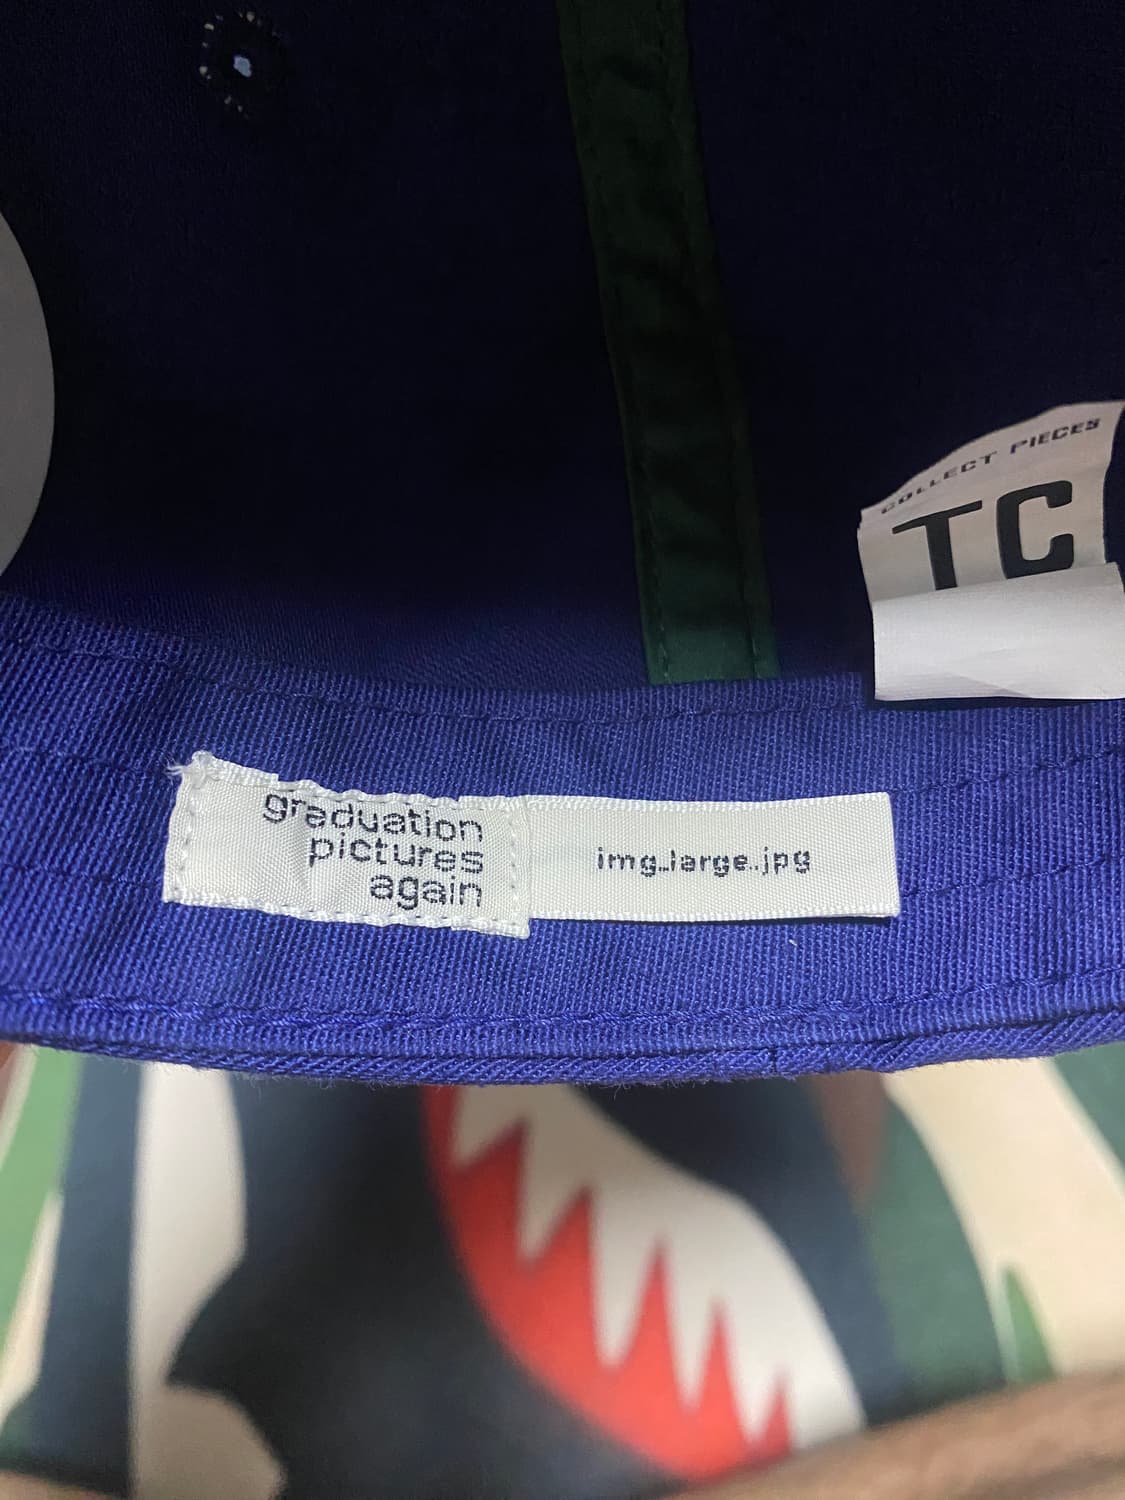 COLLECT PIECES
TC
graduation
pictures
again
img_large.jpg